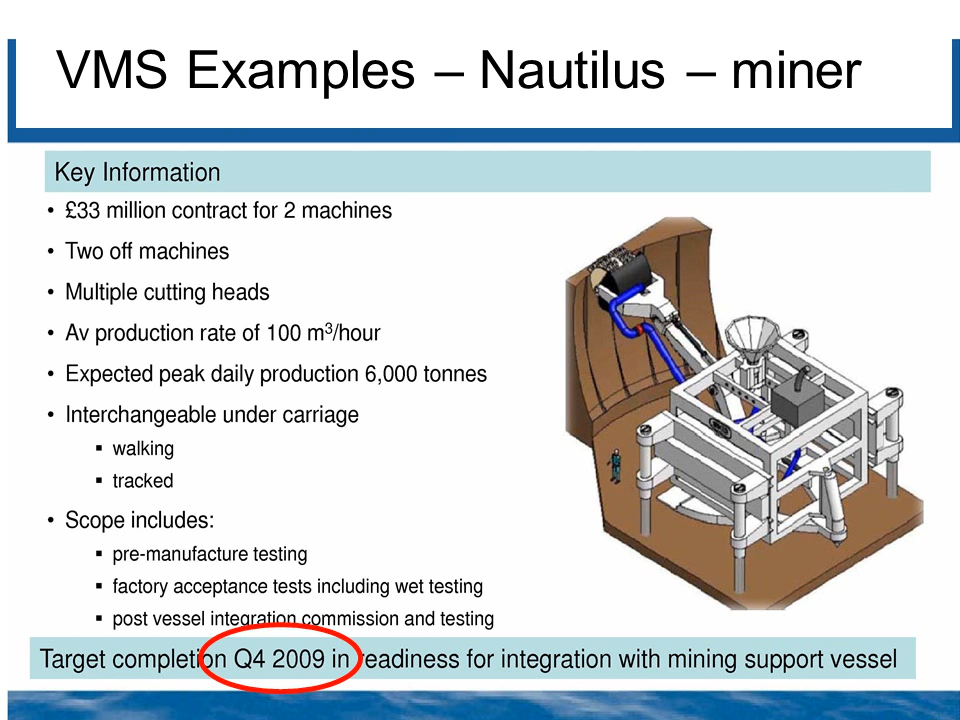 VMS Examples – Nautilus – miner
Key Information
• £33 million contract for 2 machines
• Two off machines
• Multiple cutting heads
• Av production rate of 100 m³/hour
• Expected peak daily production 6,000 tonnes
• Interchangeable under carriage
▪ walking
▪ tracked
• Scope includes:
▪ pre-manufacture testing
▪ factory acceptance tests including wet testing
▪ post vessel integration commission and testing
Target completion Q4 2009 in readiness for integration with mining support vessel